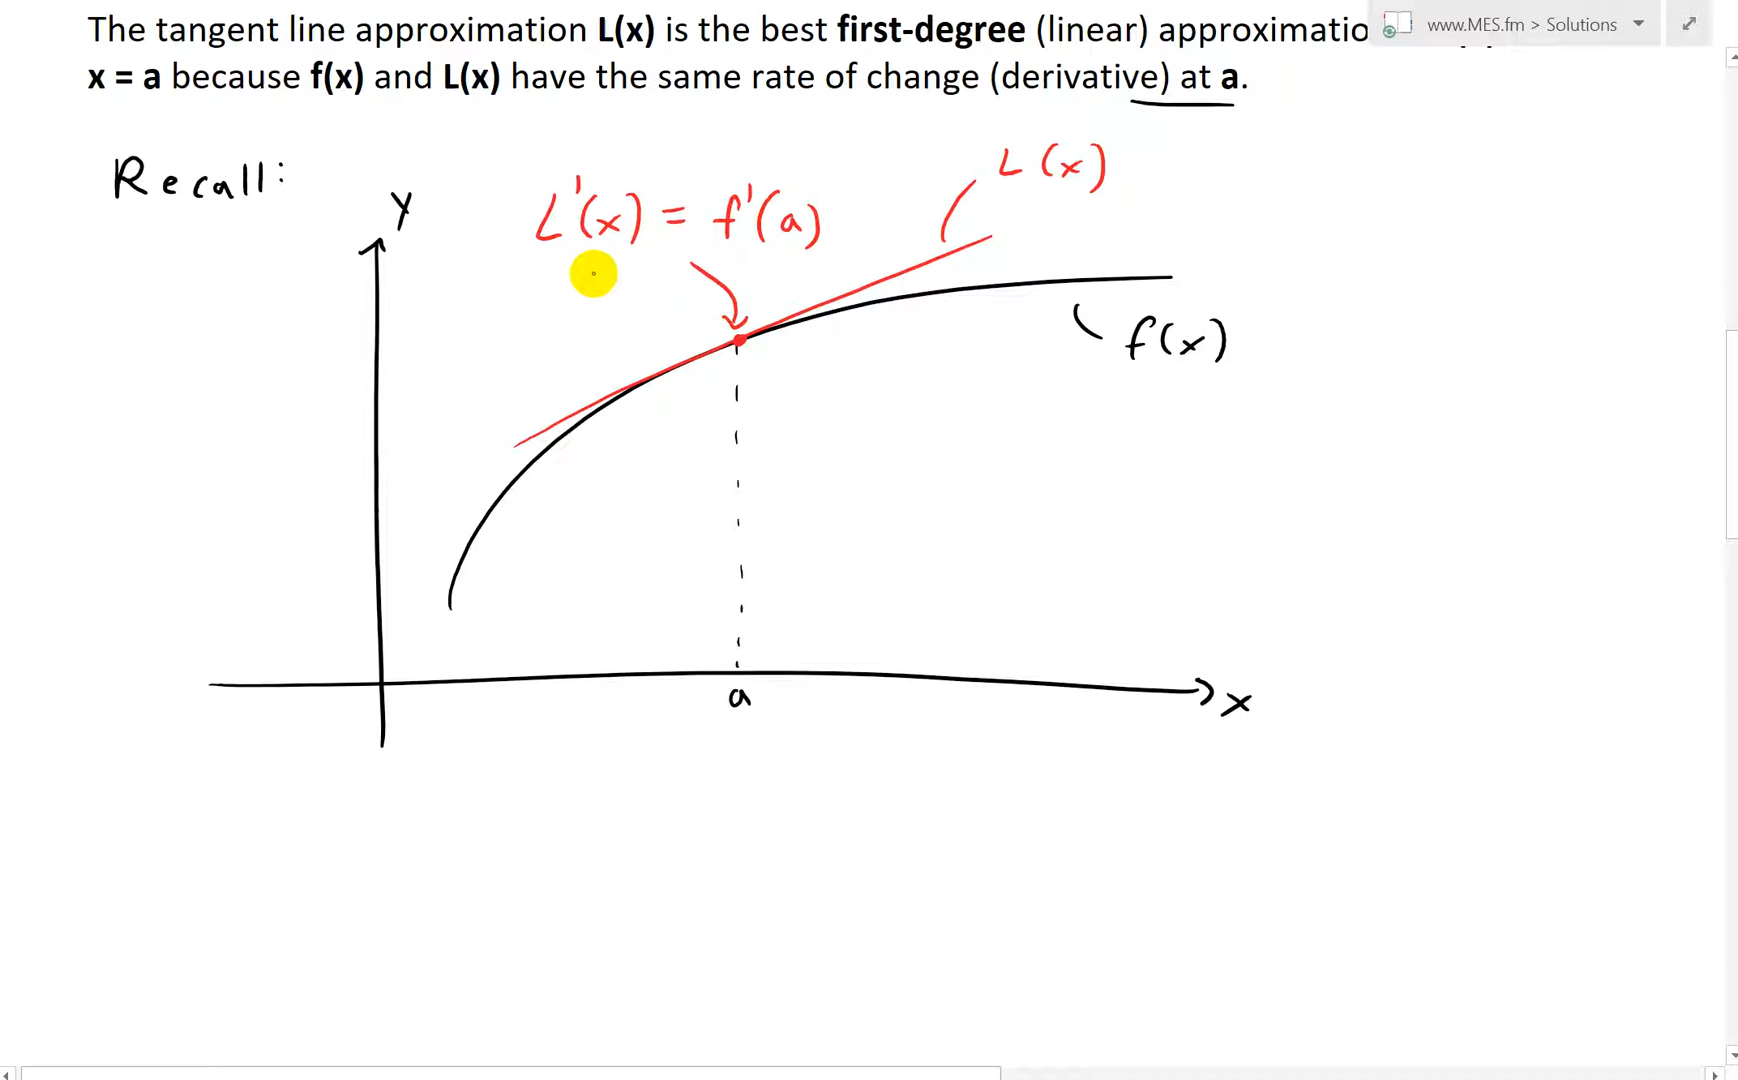 The tangent line approximation L(x) is the best first-degree (linear) approximatio
www.MES.fm > Solutions
x = a because f(x) and L(x) have the same rate of change (derivative) at a.
Recall:
L(x)
y
L'(x) = f'(a)
f(x)
a
x